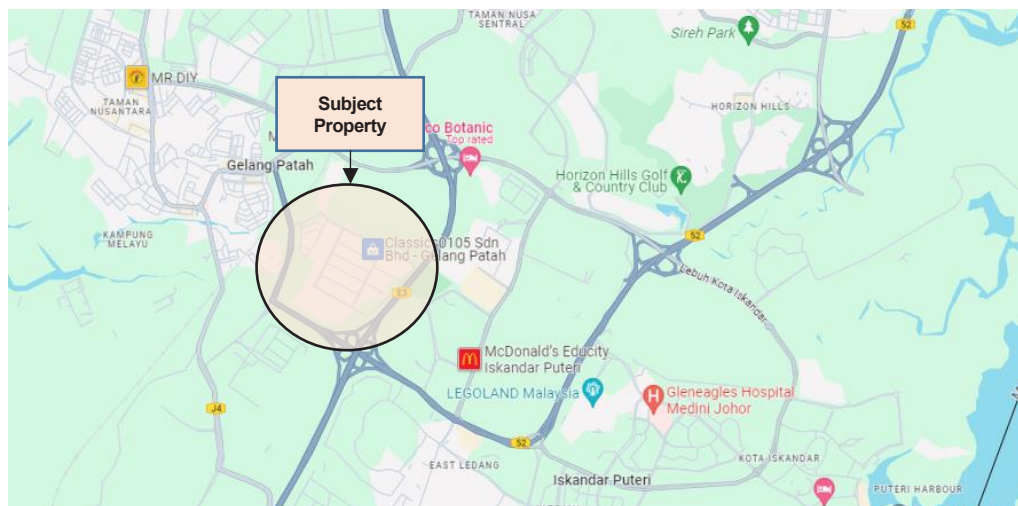 TAMAN NUSA
SENTRAL
52
Sireh Park
MR.DIY
TAMAN
NUSANTARA
Subject
Property
HORIZON HILLS
co Botanic
Top rated
M
Gelang Patah
Horizon Hills Golf
& Country Club
KAMPUNG
MELAYU
Classics0105 Sdn
Bhd - Gelang Patah
52
E3
Lebuh Kota Iskandar
McDonald's Educity
Iskandar Puteri
LEGOLAND Malaysia
Gleneagles Hospital
Medini Johor
J4
52
EAST LEDANG
KOTA ISKANDAR
Iskandar Puteri
PUTERI HARBOUR